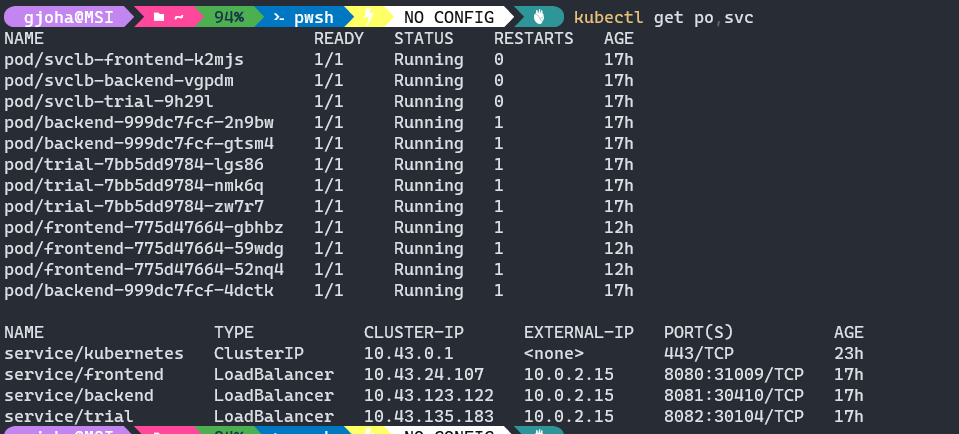 gjoha@MSI ~ 94% pwsh NO CONFIG kubectl get po,svc
NAME READY STATUS RESTARTS AGE
pod/svclb-frontend-k2mjs 1/1 Running 0 17h
pod/svclb-backend-vgpdm 1/1 Running 0 17h
pod/svclb-trial-9h29l 1/1 Running 0 17h
pod/backend-999dc7fcf-2n9bw 1/1 Running 1 17h
pod/backend-999dc7fcf-gtsm4 1/1 Running 1 17h
pod/trial-7bb5dd9784-lgs86 1/1 Running 1 17h
pod/trial-7bb5dd9784-nmk6q 1/1 Running 1 17h
pod/trial-7bb5dd9784-zw7r7 1/1 Running 1 17h
pod/frontend-775d47664-gbhbz 1/1 Running 1 12h
pod/frontend-775d47664-59wdg 1/1 Running 1 12h
pod/frontend-775d47664-52nq4 1/1 Running 1 12h
pod/backend-999dc7fcf-4dctk 1/1 Running 1 17h
NAME TYPE CLUSTER-IP EXTERNAL-IP PORT(S) AGE
service/kubernetes ClusterIP 10.43.0.1 <none> 443/TCP 23h
service/frontend LoadBalancer 10.43.24.107 10.0.2.15 8080:31009/TCP 17h
service/backend LoadBalancer 10.43.123.122 10.0.2.15 8081:30410/TCP 17h
service/trial LoadBalancer 10.43.135.183 10.0.2.15 8082:30104/TCP 17h
gjoha@MSI NO CONFIG